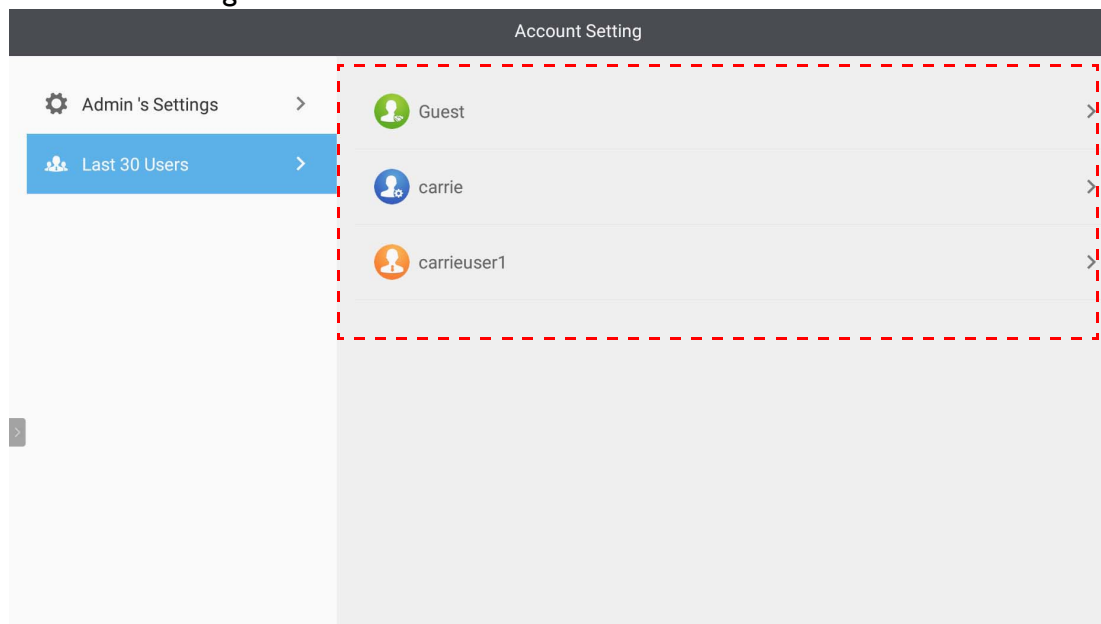 Account Setting
Admin 's Settings
Last 30 Users
Guest
carrie
carrieuser1